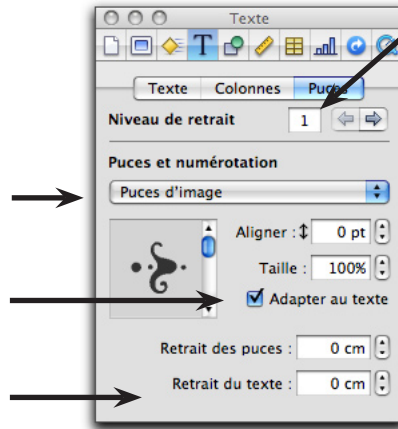 Texte
T
Texte Colonnes Puces
Niveau de retrait 1
Puces et numérotation
Puces d'image
Aligner : 0 pt
Taille : 100%
Adapter au texte
Retrait des puces : 0 cm
Retrait du texte : 0 cm